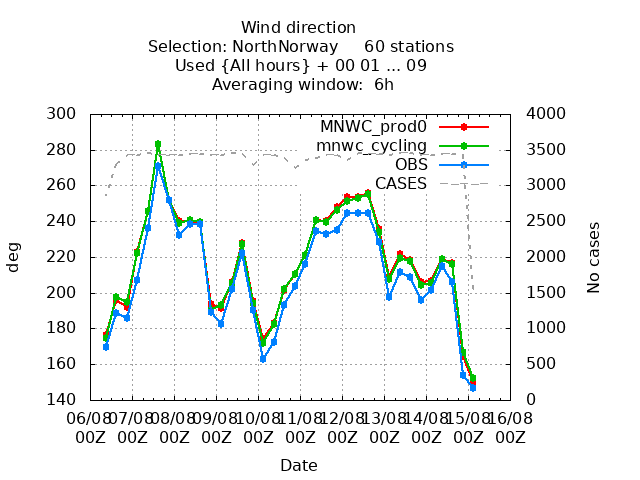 Wind direction
Selection: NorthNorway 60 stations
Used {All hours} + 00 01 ... 09
Averaging window: 6h
300 4000
MNWC_prod0
280 3500
mnwc_cycling
OBS
260 3000
CASES
240 2500
220 2000
200 1500
180 1000
160 500
140 0
deg
No cases
06/08 07/08 08/08 09/08 10/08 11/08 12/08 13/08 14/08 15/08 16/08
00Z 00Z 00Z 00Z 00Z 00Z 00Z 00Z 00Z 00Z 00Z
Date